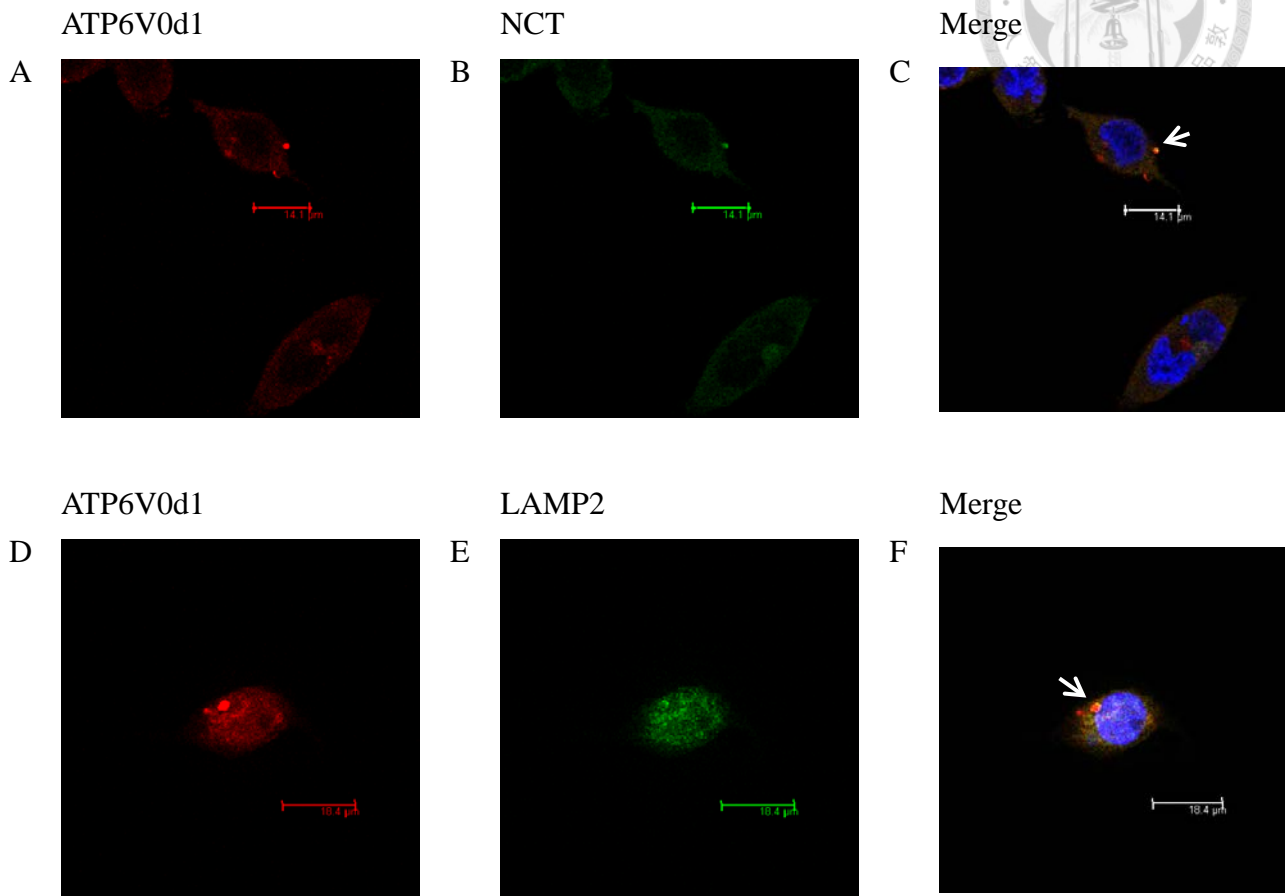 ATP6V0d1 NCT Merge
A B C
14.1 µm 14.1 µm 14.1 µm
ATP6V0d1 LAMP2 Merge
D E F
18.4 µm 18.4 µm 18.4 µm